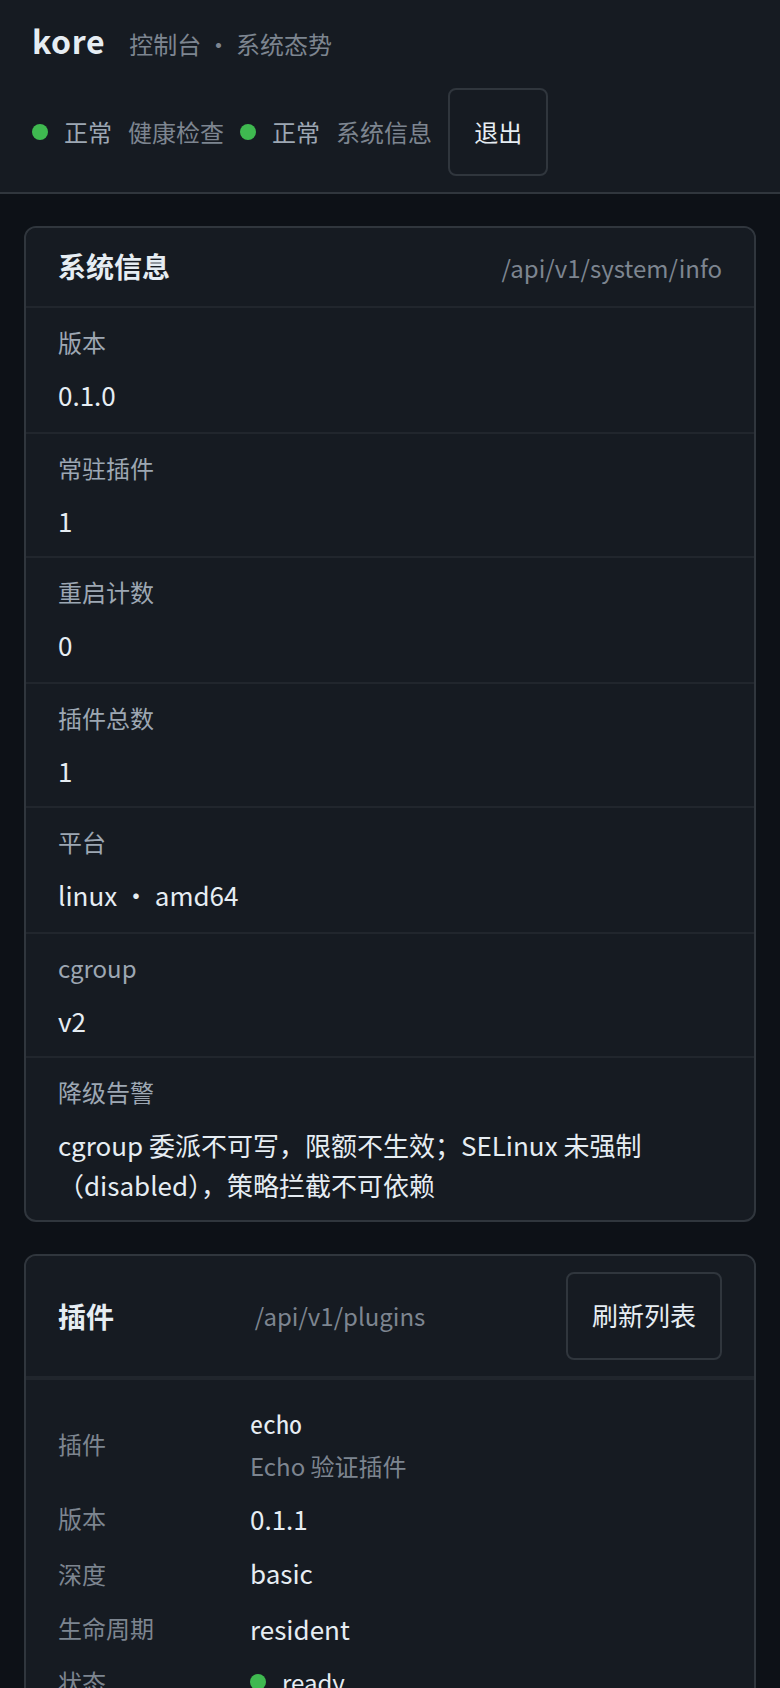 kore 控制台 · 系统态势
正常 健康检查 正常 系统信息 退出
系统信息 /api/v1/system/info
版本
0.1.0
常驻插件
1
重启计数
0
插件总数
1
平台
linux · amd64
cgroup
v2
降级告警
cgroup 委派不可写，限额不生效；SELinux 未强制
（disabled），策略拦截不可依赖
插件 /api/v1/plugins 刷新列表
插件 echo
Echo 验证插件
版本 0.1.1
深度 basic
生命周期 resident
状态 ready